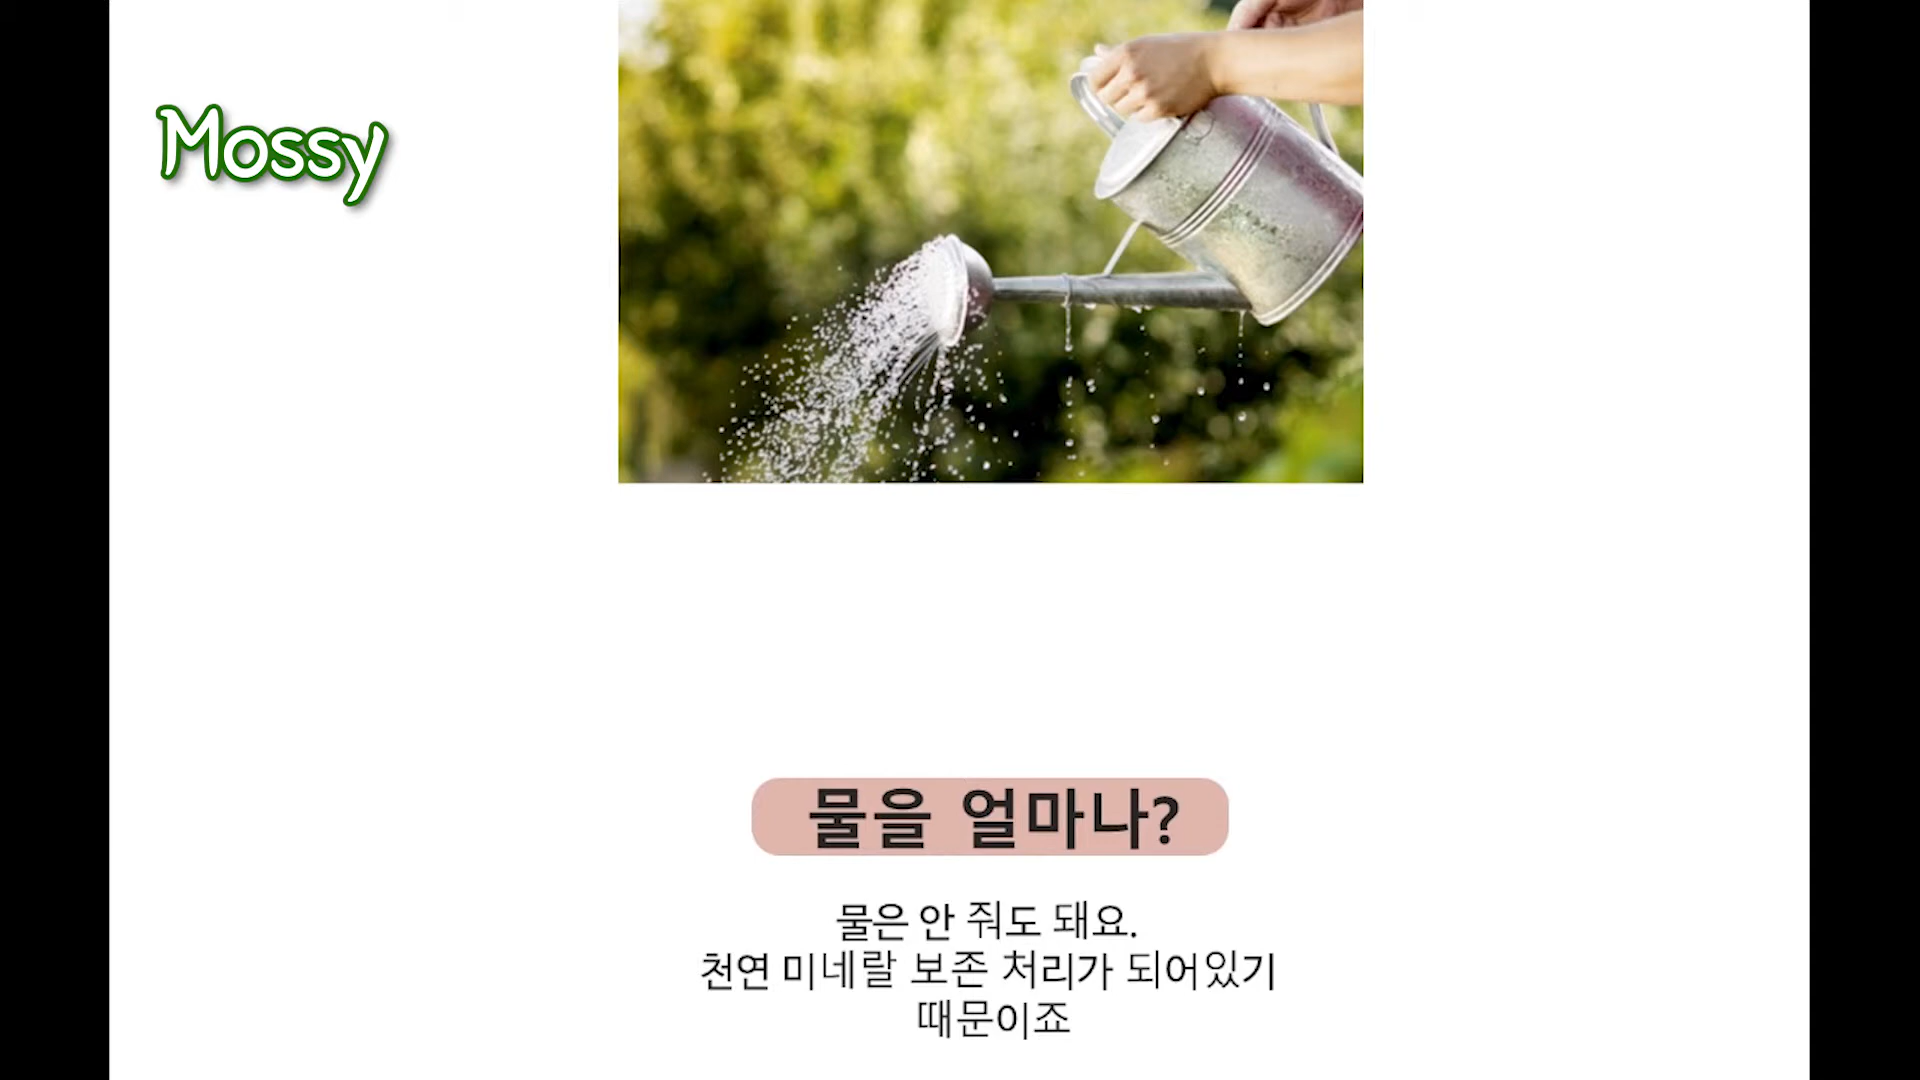 Mossy
물을 얼마나?
물은 안 줘도 돼요.
천연 미네랄 보존 처리가 되어있기
때문이죠